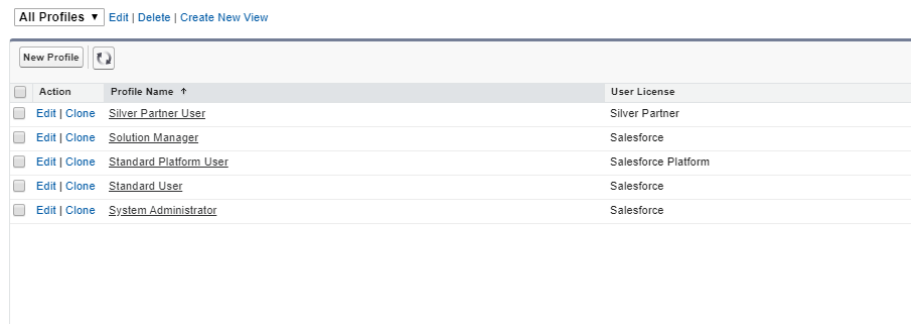 All Profiles ▼ Edit | Delete | Create New View
New Profile
Action Profile Name ↑ User License
Edit | Clone Silver Partner User Silver Partner
Edit | Clone Solution Manager Salesforce
Edit | Clone Standard Platform User Salesforce Platform
Edit | Clone Standard User Salesforce
Edit | Clone System Administrator Salesforce